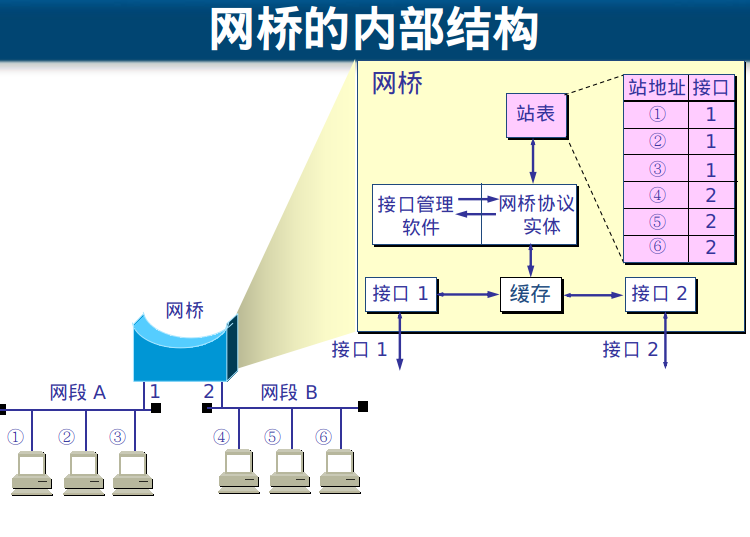 网桥的内部结构
网桥
站表
站地址 接口
① 1
② 1
③ 1
④ 2
⑤ 2
⑥ 2
接口管理
软件
网桥协议
实体
接口 1
缓存
接口 2
接口 1
接口 2
网桥
网段 A
1
2
网段 B
①
②
③
④
⑤
⑥